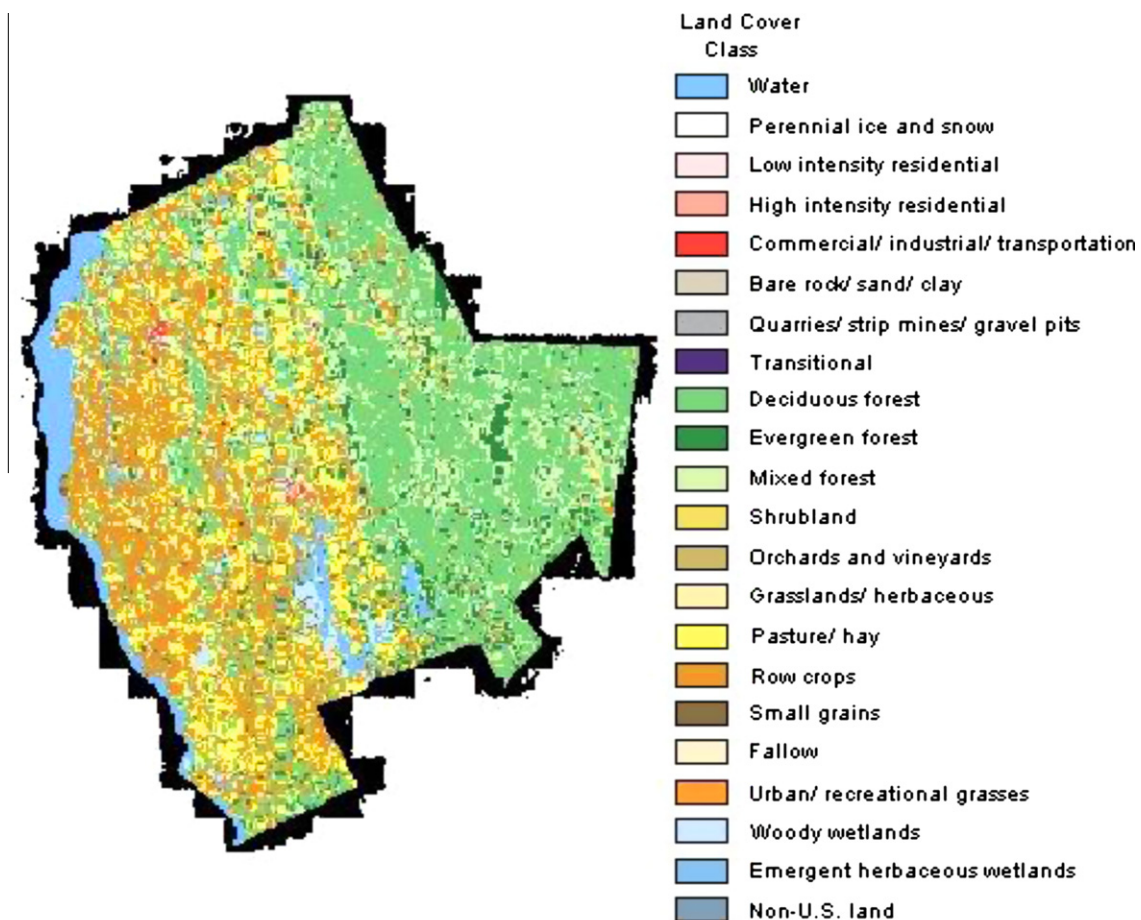 Land Cover
Class
Water
Perennial ice and snow
Low intensity residential
High intensity residential
Commercial/ industrial/ transportation
Bare rock/ sand/ clay
Quarries/ strip mines/ gravel pits
Transitional
Deciduous forest
Evergreen forest
Mixed forest
Shrubland
Orchards and vineyards
Grasslands/ herbaceous
Pasture/ hay
Row crops
Small grains
Fallow
Urban/ recreational grasses
Woody wetlands
Emergent herbaceous wetlands
Non-U.S. land